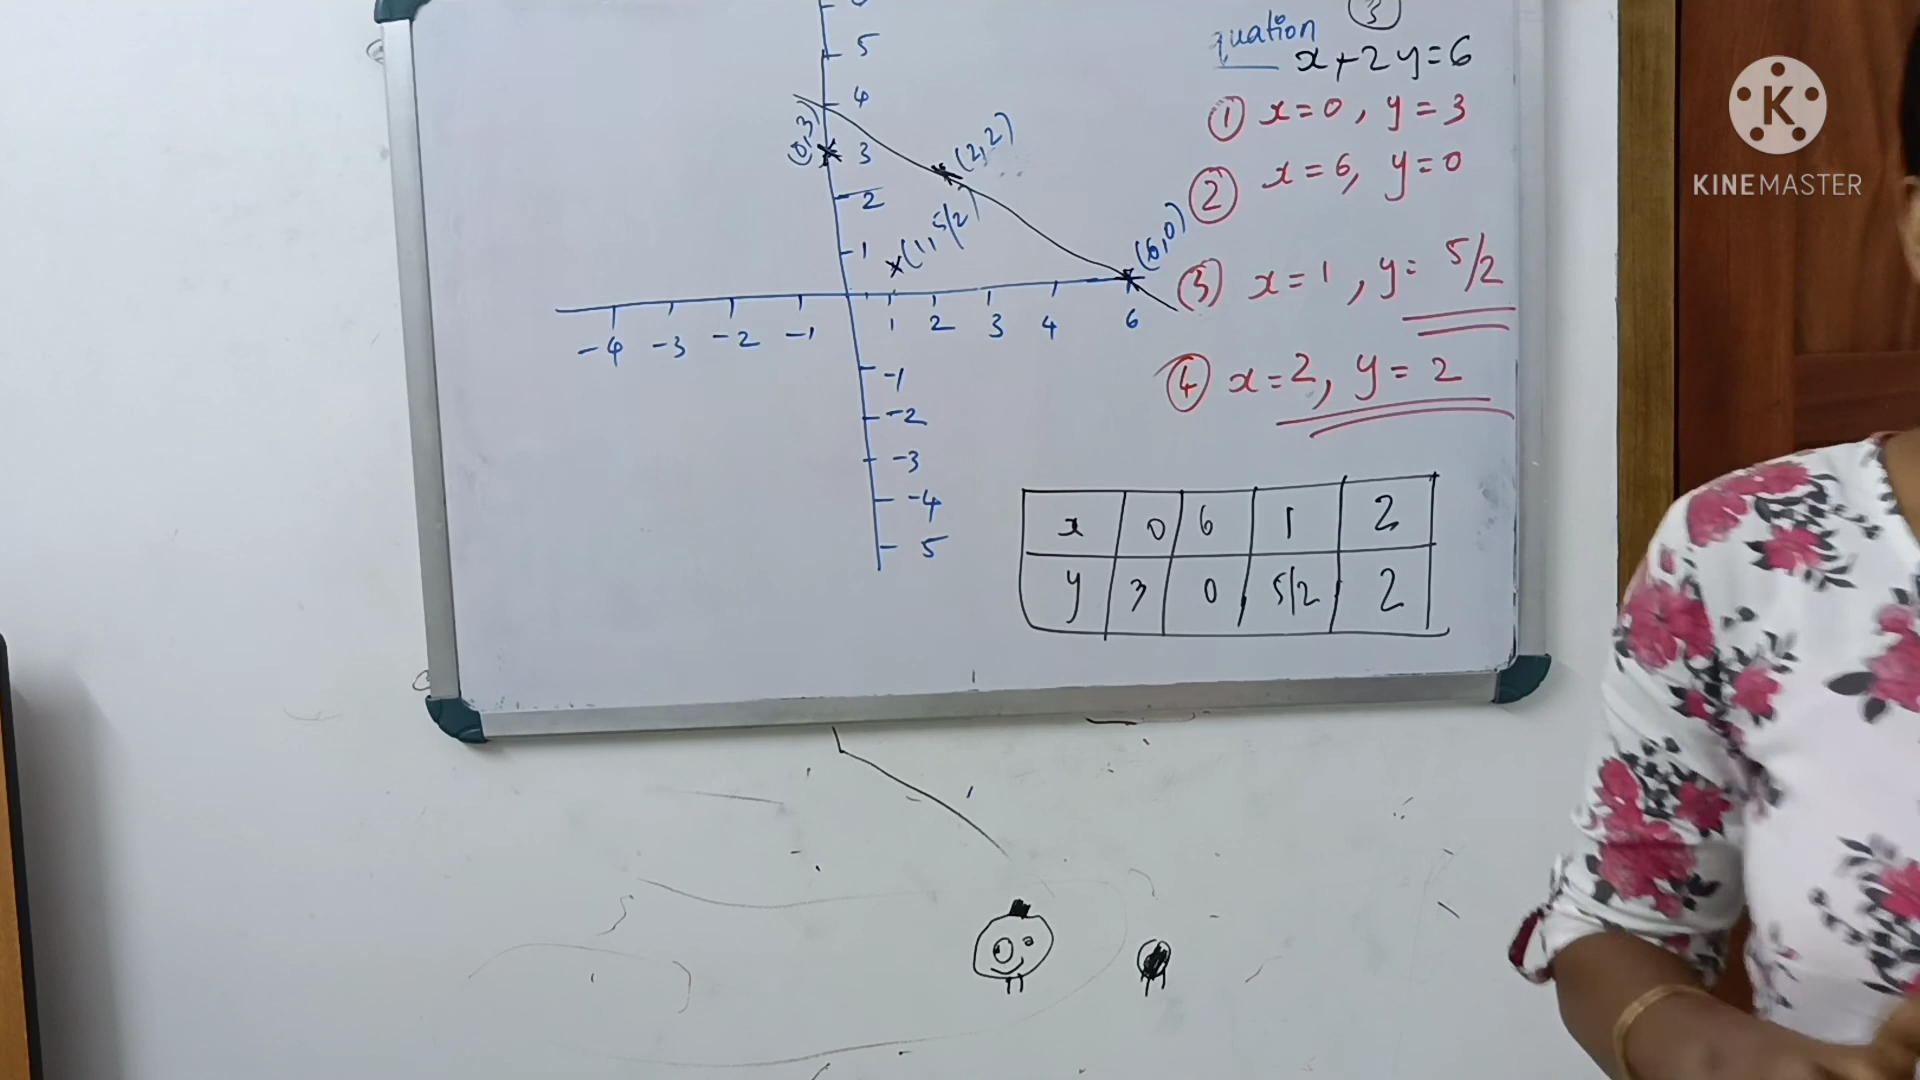 quation
③
x+2y=6
① x=0, y=3
② x=6, y=0
③ x=1, y=5/2
④ x=2, y=2
5
4
3
2
1
(0,3)
(2,2)
(1,5/2)
(6,0)
-4 -3 -2 -1 1 2 3 4 6
-1
-2
-3
-4
5
x 0 6 1 2
y 3 0 5/2 2
K
KINEMASTER